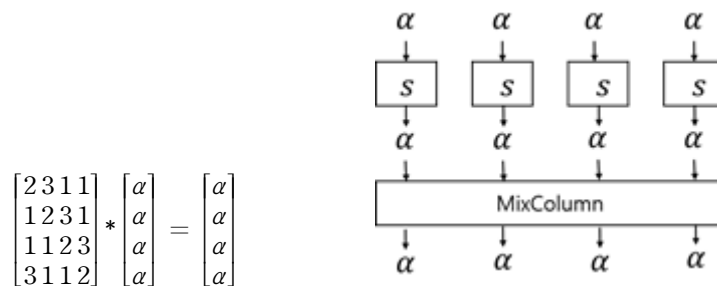 α α α α
s s s s
α α α α
MixColumn
α α α α
[2 3 1 1] [α] [α]
[1 2 3 1] * [α] = [α]
[1 1 2 3] [α] [α]
[3 1 1 2] [α] [α]